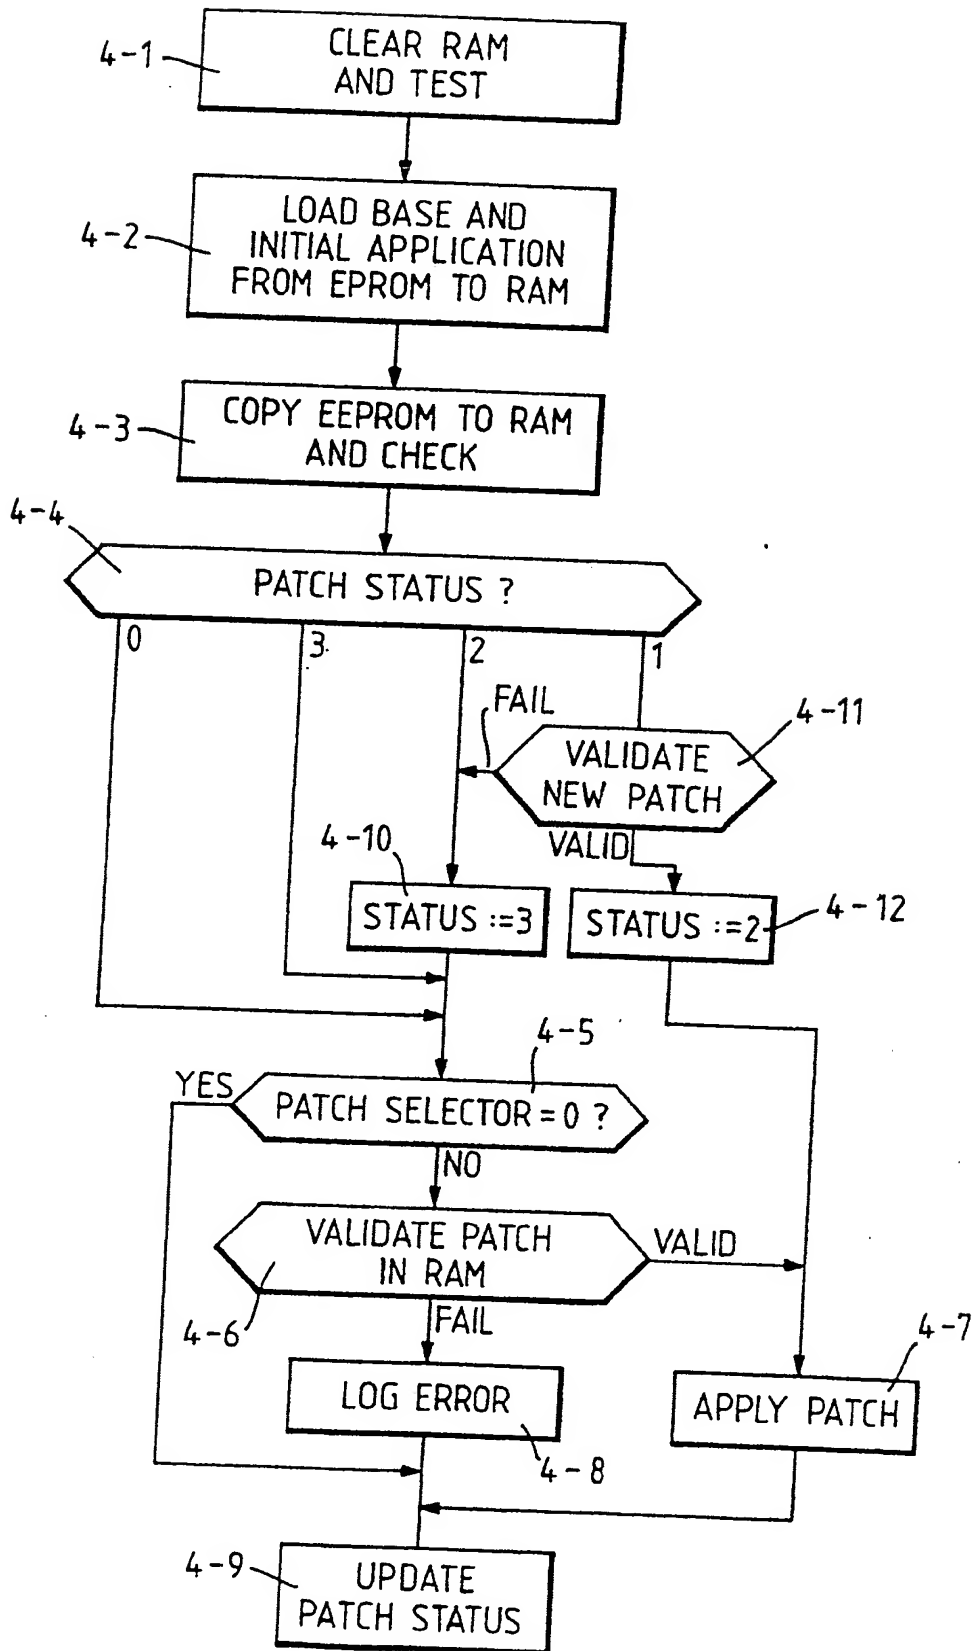 4-1
CLEAR RAM
AND TEST
4-2
LOAD BASE AND
INITIAL APPLICATION
FROM EPROM TO RAM
4-3
COPY EEPROM TO RAM
AND CHECK
4-4
PATCH STATUS ?
0
3
2
1
FAIL
4-11
VALIDATE
NEW PATCH
VALID
4-10
STATUS :=3
STATUS :=2
4-12
4-5
YES
PATCH SELECTOR = 0 ?
NO
VALIDATE PATCH
IN RAM
VALID
4-6
FAIL
4-7
LOG ERROR
APPLY PATCH
4-8
4-9
UPDATE
PATCH STATUS